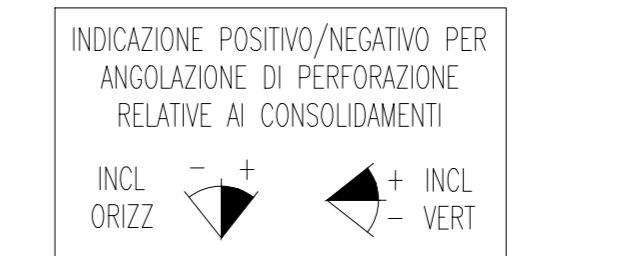 INDICAZIONE POSITIVO/NEGATIVO PER
ANGOLAZIONE DI PERFORAZIONE
RELATIVE AI CONSOLIDAMENTI
INCL
ORIZZ
- +
+ INCL
- VERT